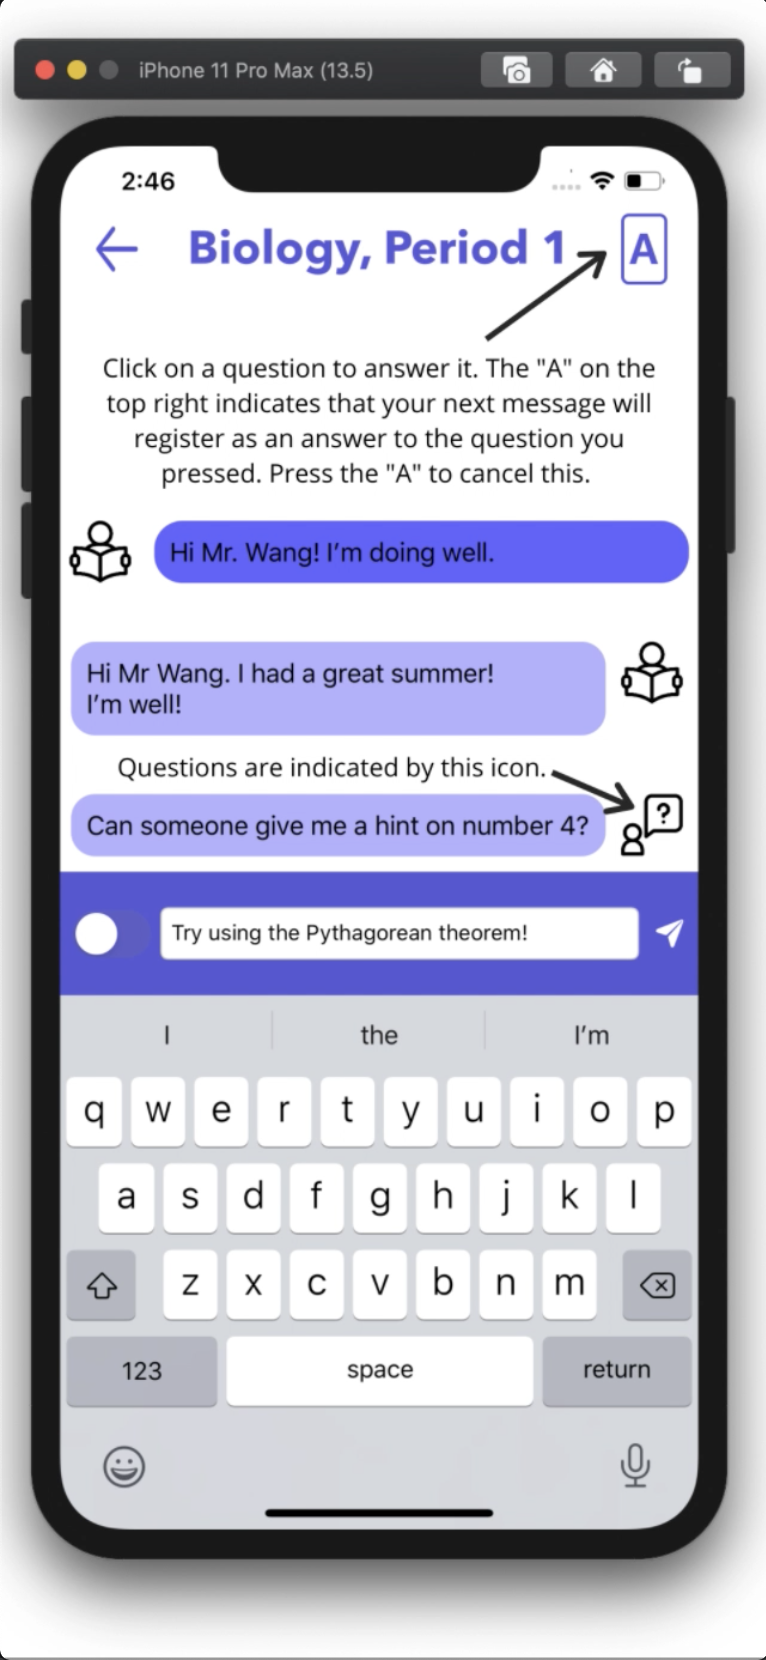 iPhone 11 Pro Max (13.5)
2:46
Biology, Period 1
A
Click on a question to answer it. The "A" on the
top right indicates that your next message will
register as an answer to the question you
pressed. Press the "A" to cancel this.
Hi Mr. Wang! I'm doing well.
Hi Mr Wang. I had a great summer!
I'm well!
Questions are indicated by this icon.
?
Can someone give me a hint on number 4?
Try using the Pythagorean theorem!
I the I'm
q w e r t y u i o p
a s d f g h j k l
z x c v b n m
123 space return